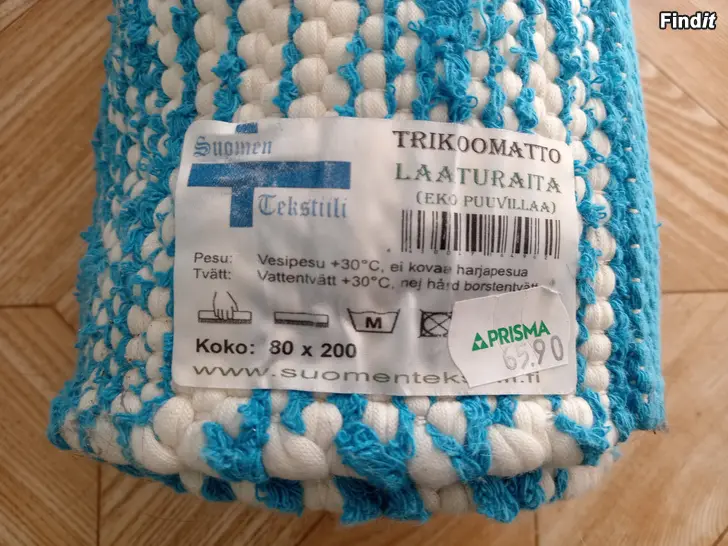 Findit
Suomen
Tekstiili
TRIKOOMATTO
LAATURAITA
(EKO PUUVILLAA)
Pesu: Vesipesu +30°C, ei kovaa harjapesua
Tvätt: Vattentvätt +30°C, nej hård borstentvätt
M
PRISMA
65,90
Koko: 80 x 200